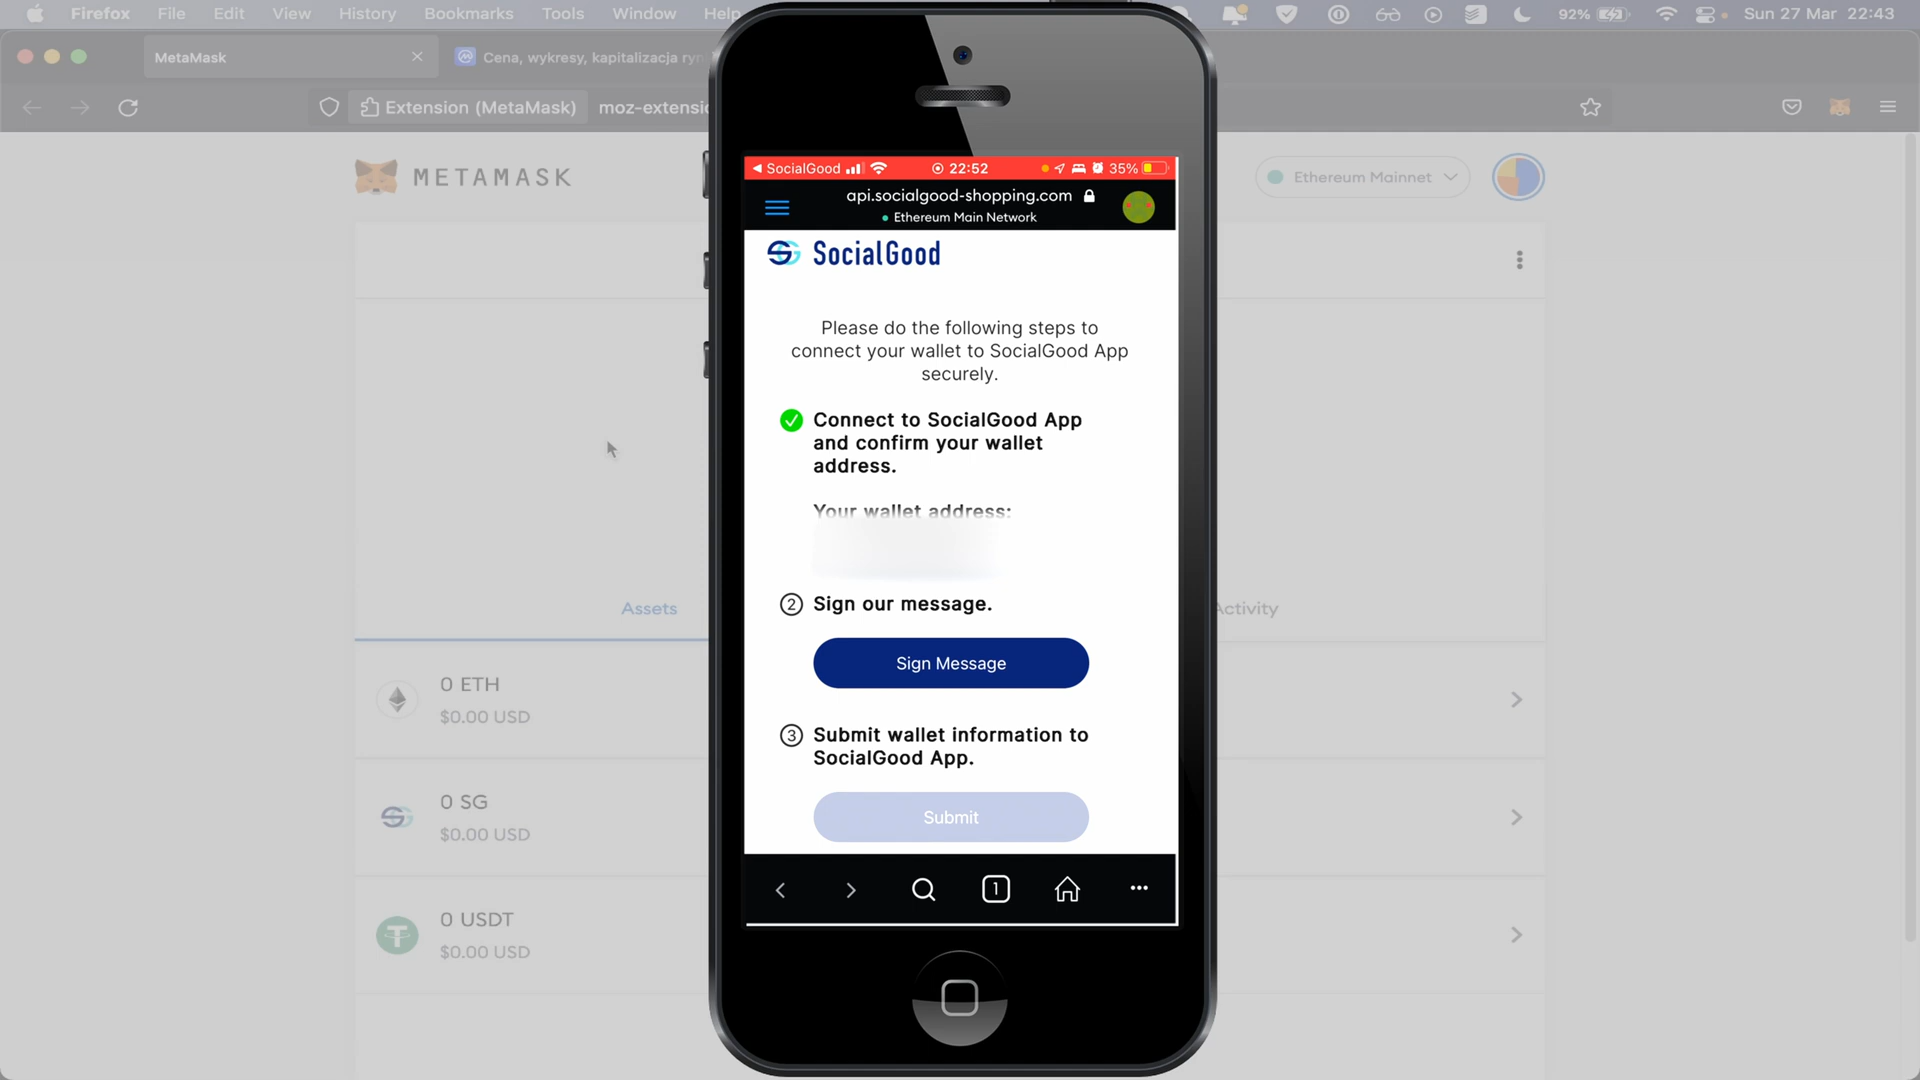 Firefox File Edit View History Bookmarks Tools Window Help
92% Sun 27 Mar 22:43
MetaMask
Cena, wykresy, kapitalizacja
Extension (MetaMask)
METAMASK
Ethereum Mainnet
Assets
Activity
0 ETH
$0.00 USD
0 SG
$0.00 USD
0 USDT
$0.00 USD
SocialGood 22:52 35%
api.socialgood-shopping.com
Ethereum Main Network
SocialGood
Please do the following steps to
connect your wallet to SocialGood App
securely.
Connect to SocialGood App
and confirm your wallet
address.
Your wallet address:
2 Sign our message.
Sign Message
3 Submit wallet information to
SocialGood App.
Submit
1